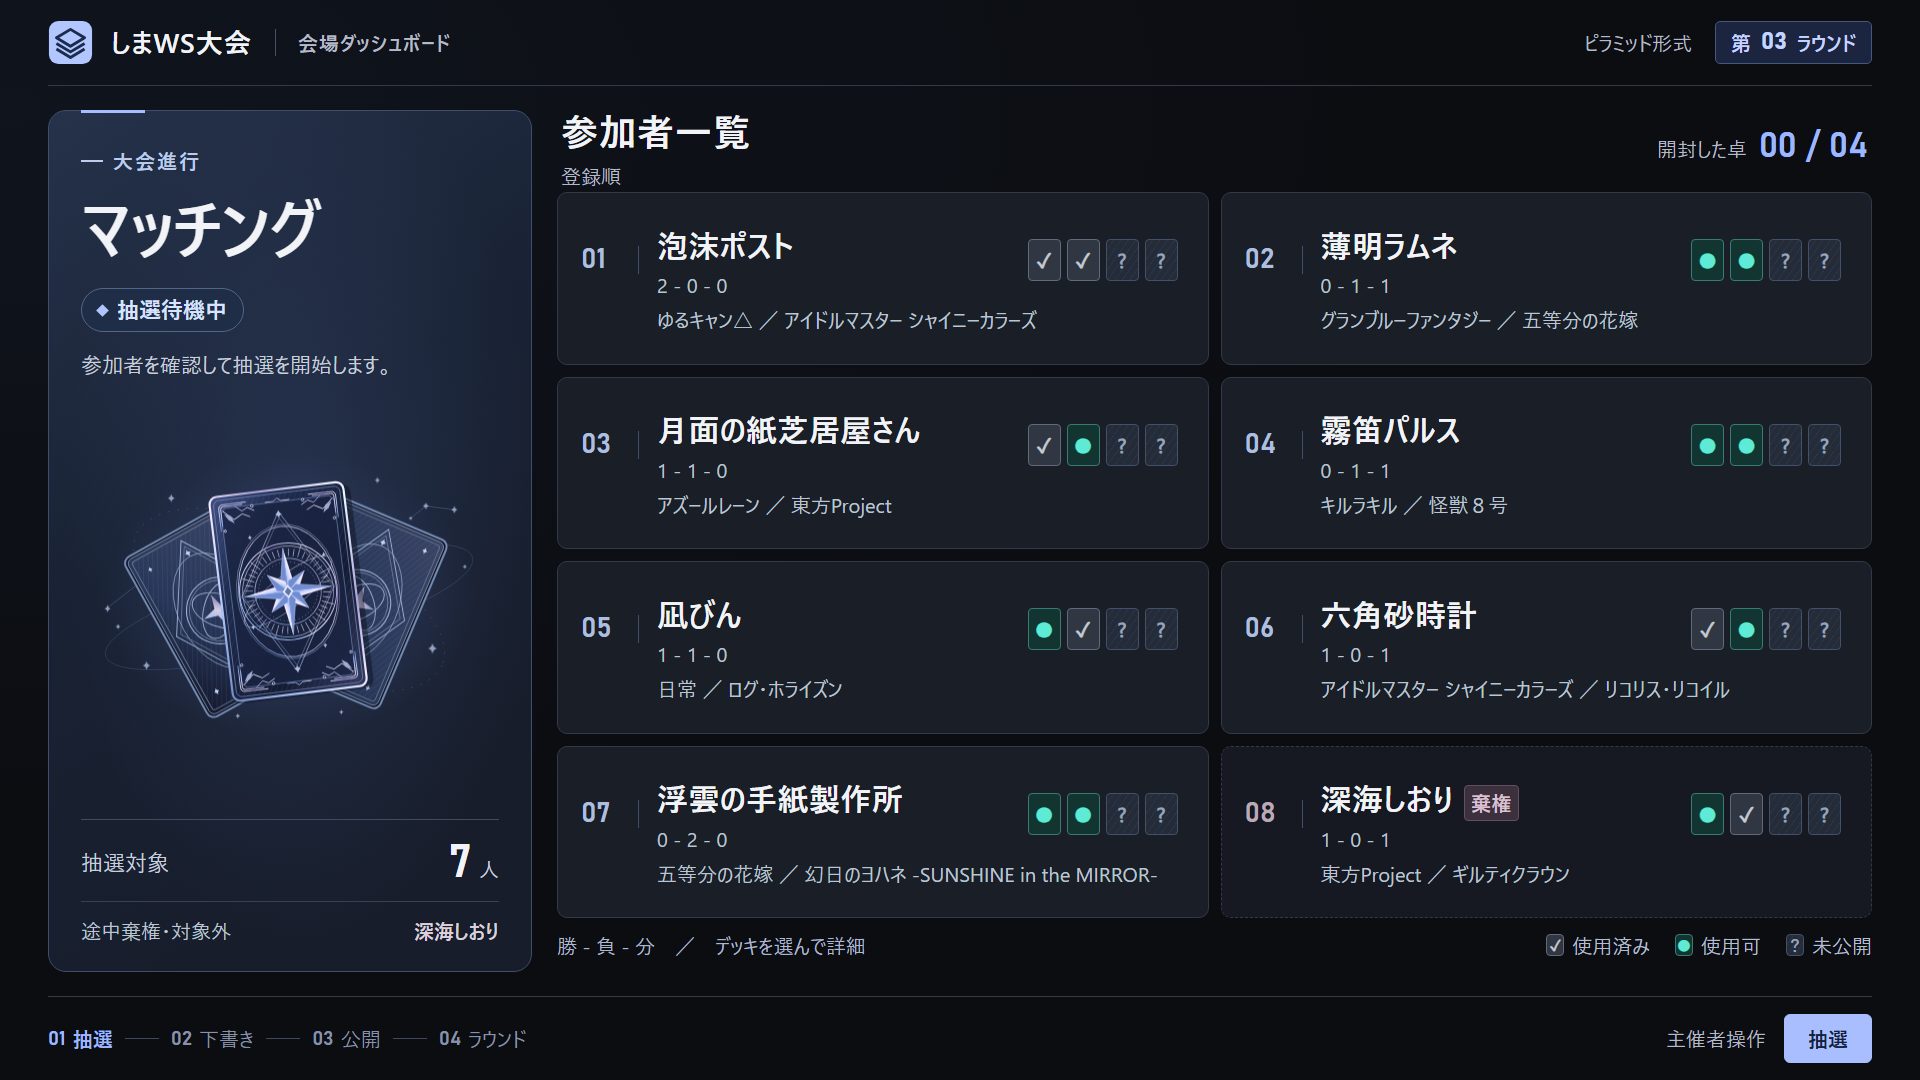 しまWS大会
会場ダッシュボード
ピラミッド形式
第 03 ラウンド
大会進行
マッチング
抽選待機中
参加者を確認して抽選を開始します。
抽選対象
7 人
途中棄権・対象外
深海しおり
参加者一覧
登録順
開封した卓 00 / 04
01
泡沫ポスト
2 - 0 - 0
ゆるキャン△ ／ アイドルマスター シャイニーカラーズ
✓ ✓ ? ?
02
薄明ラムネ
0 - 1 - 1
グランブルーファンタジー ／ 五等分の花嫁
? ?
03
月面の紙芝居屋さん
1 - 1 - 0
アズールレーン ／ 東方Project
✓ ? ?
04
霧笛パルス
0 - 1 - 1
キルラキル ／ 怪獣８号
? ?
05
凪びん
1 - 1 - 0
日常 ／ ログ・ホライズン
✓ ? ?
06
六角砂時計
1 - 0 - 1
アイドルマスター シャイニーカラーズ ／ リコリス・リコイル
✓ ? ?
07
浮雲の手紙製作所
0 - 2 - 0
五等分の花嫁 ／ 幻日のヨハネ -SUNSHINE in the MIRROR-
? ?
08
深海しおり 棄権
1 - 0 - 1
東方Project ／ ギルティクラウン
✓ ? ?
勝 - 負 - 分 ／ デッキを選んで詳細
✓ 使用済み
使用可
? 未公開
01 抽選
02 下書き
03 公開
04 ラウンド
主催者操作
抽選